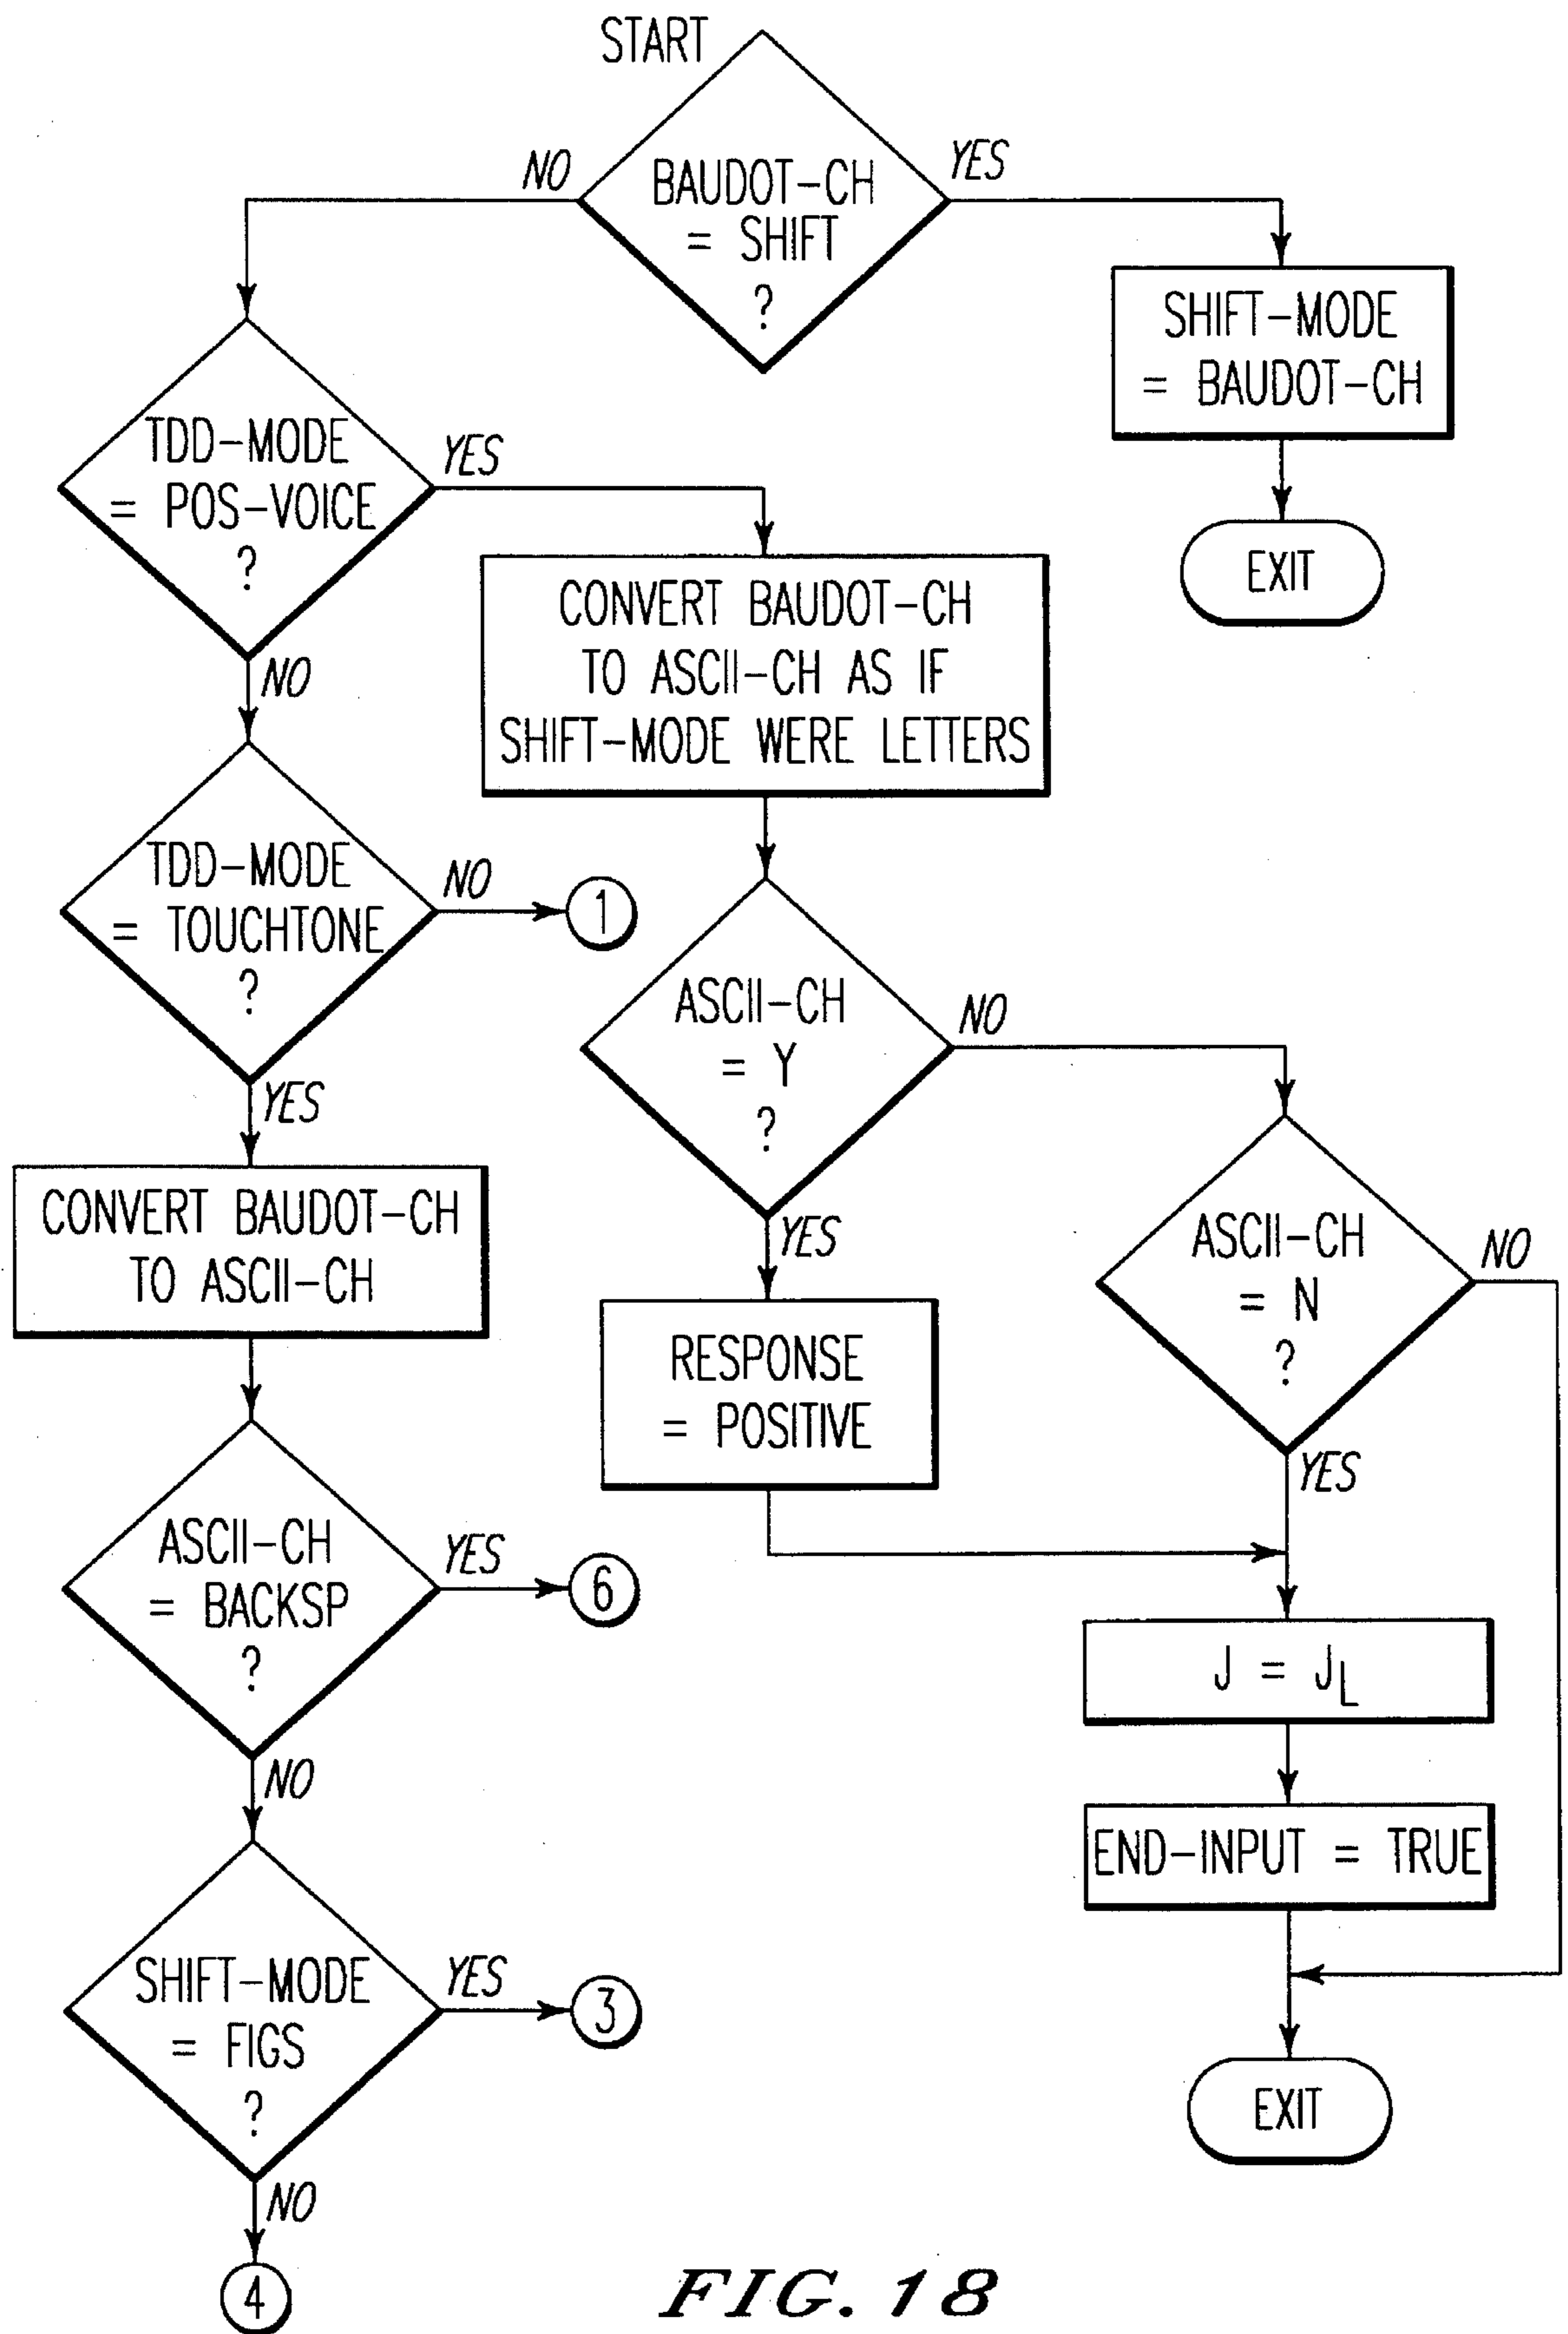 START
BAUDOT-CH
= SHIFT
?
NO
YES
SHIFT-MODE
= BAUDOT-CH
EXIT
TDD-MODE
= POS-VOICE
?
YES
NO
CONVERT BAUDOT-CH
TO ASCII-CH AS IF
SHIFT-MODE WERE LETTERS
TDD-MODE
= TOUCHTONE
?
NO
1
YES
ASCII-CH
= Y
?
NO
YES
CONVERT BAUDOT-CH
TO ASCII-CH
ASCII-CH
= N
?
NO
YES
RESPONSE
= POSITIVE
ASCII-CH
= BACKSP
?
YES
6
NO
J = JL
END-INPUT = TRUE
SHIFT-MODE
= FIGS
?
YES
3
NO
4
EXIT
FIG. 18